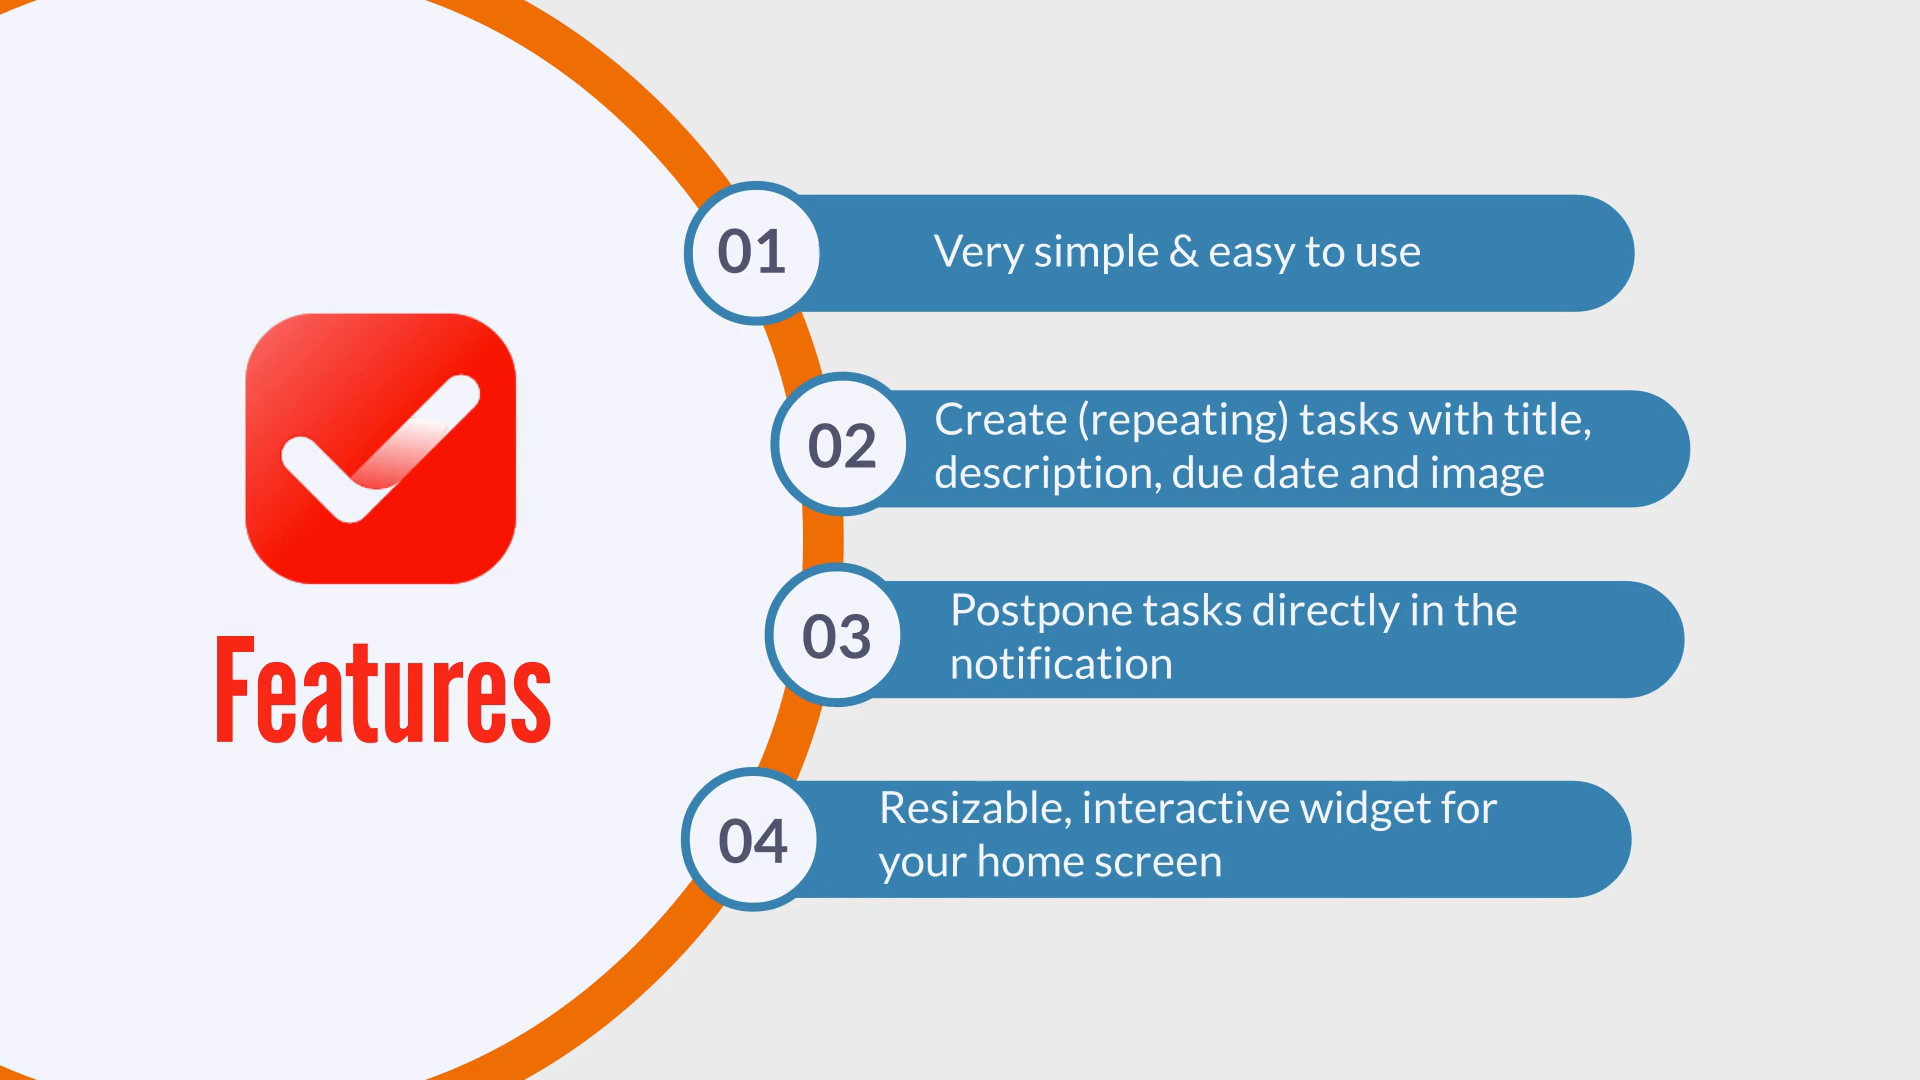 Features
01
Very simple & easy to use
02
Create (repeating) tasks with title,
description, due date and image
03
Postpone tasks directly in the
notification
04
Resizable, interactive widget for
your home screen